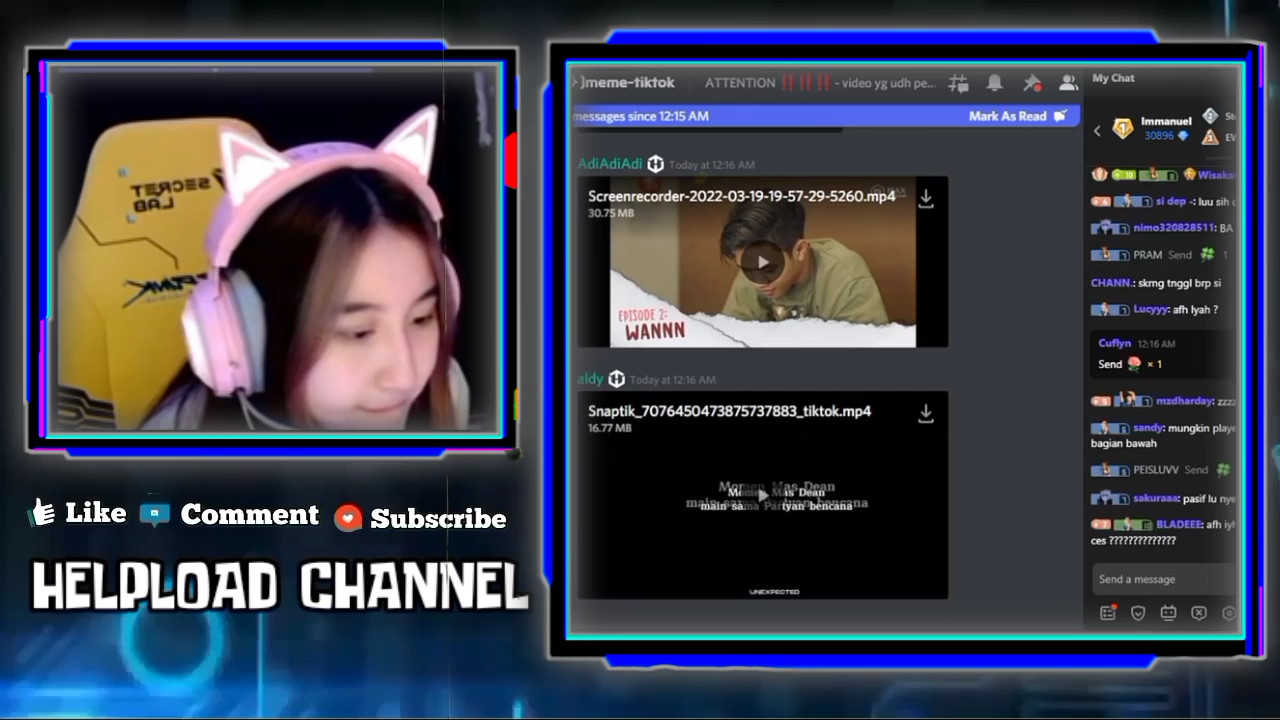 SECRET
LAB
Like
Comment
Subscribe
HELPLOAD CHANNEL
)meme-tiktok
ATTENTION ‼️‼️‼️ - video yg udh pe...
messages since 12:15 AM
Mark As Read
AdiAdiAdi
Today at 12:16 AM
Screenrecorder-2022-03-19-19-57-29-5260.mp4
30.75 MB
EPISODE 2:
WANNN
aldy
Today at 12:16 AM
Snaptik_7076450473875737883_tiktok.mp4
16.77 MB
Momen Mas Dean
UNEXPECTED
My Chat
Immanuel
30896
Wisaka
si dep -: luu sih
nimo320828511: BA
PRAM Send 🍀 1
CHANN : skrng tnggl brp si
Lucyyy: afh Iyah ?
Cuflyn 12:16 AM
Send 🌹 × 1
mzdharday: zzzz
sandy: mungkin playe
bagian bawah
PEISLUVV Send 🍀
sakuraaa: pasif lu nye
BLADEEE: afh iyh
ces ??????????????
Send a message